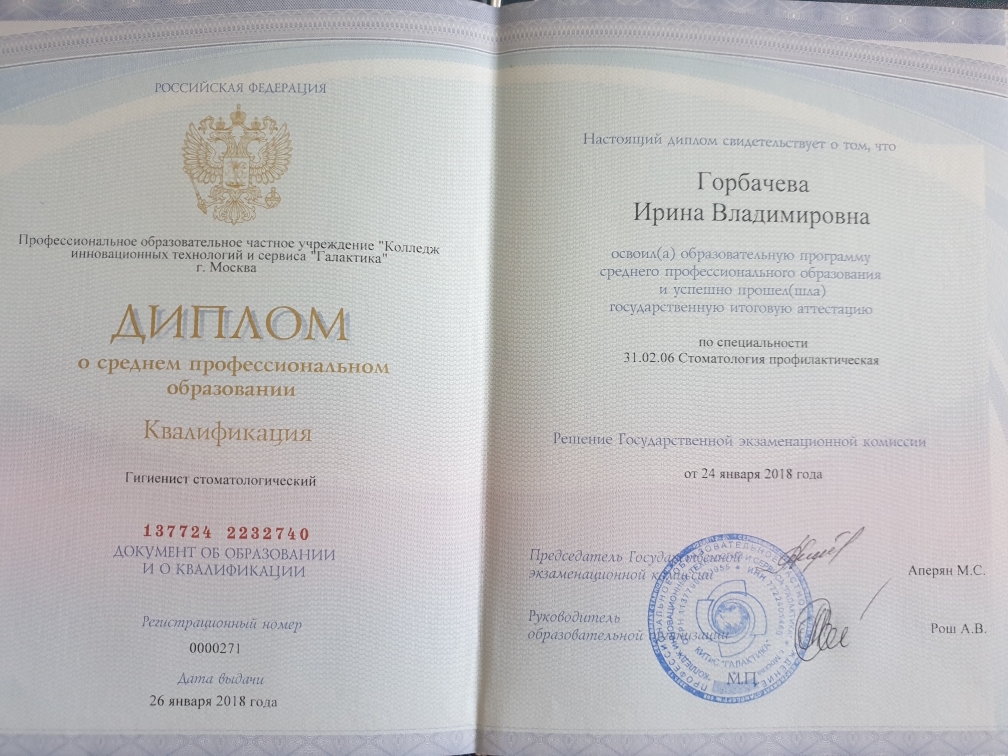 РОССИЙСКАЯ ФЕДЕРАЦИЯ
Профессиональное образовательное частное учреждение "Колледж
инновационных технологий и сервиса "Галактика"
г. Москва
ДИПЛОМ
о среднем профессиональном
образовании
Квалификация
Гигиенист стоматологический
137724 2232740
ДОКУМЕНТ ОБ ОБРАЗОВАНИИ
И О КВАЛИФИКАЦИИ
Регистрационный номер
0000271
Дата выдачи
26 января 2018 года
Настоящий диплом свидетельствует о том, что
Горбачева
Ирина Владимировна
освоил(а) образовательную программу
среднего профессионального образования
и успешно прошел(шла)
государственную итоговую аттестацию
по специальности
31.02.06 Стоматология профилактическая
Решение Государственной экзаменационной комиссии
от 24 января 2018 года
Председатель Государственной
экзаменационной комиссии
Аперян М.С.
Руководитель
образовательной организации
Рош А.В.
КИТиС "ГАЛАКТИКА"
М.П.